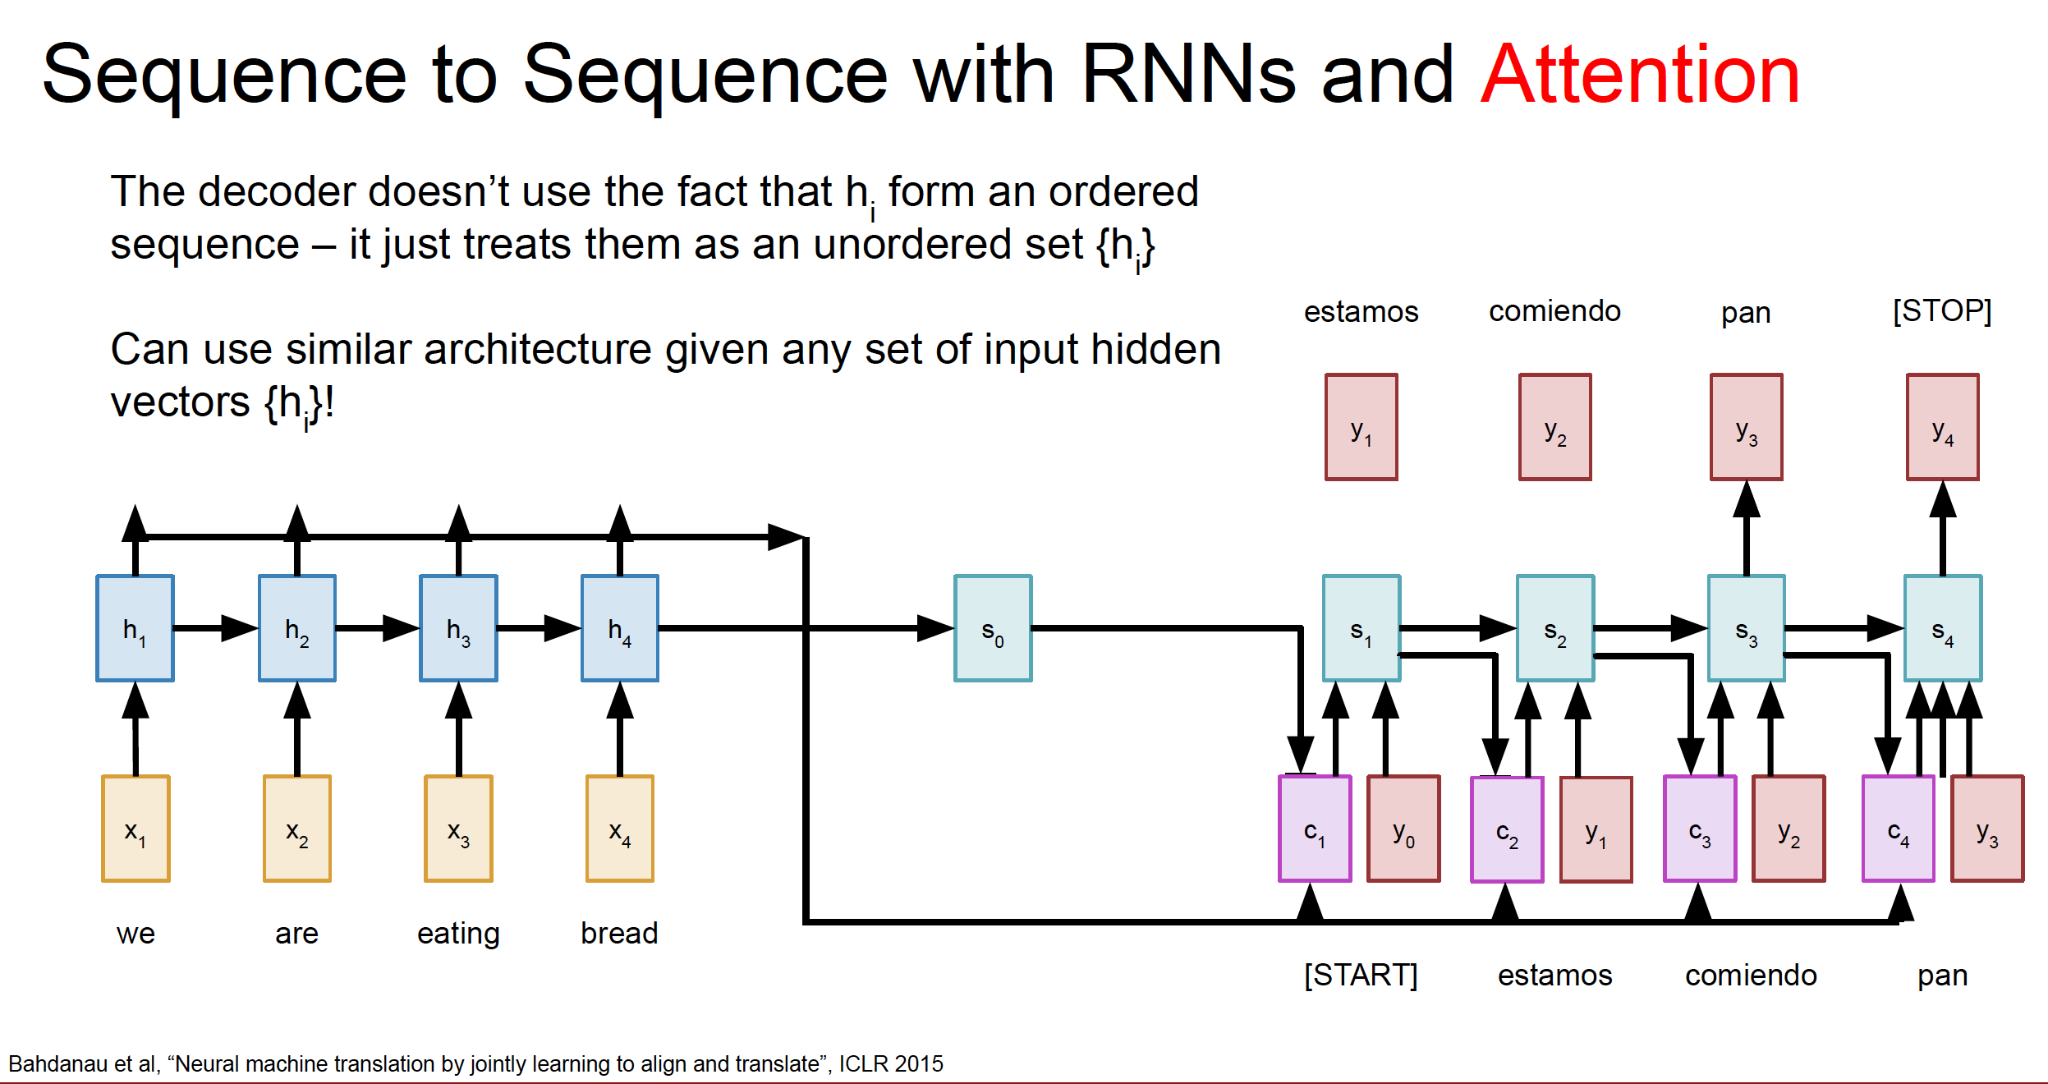 Sequence to Sequence with RNNs and Attention
The decoder doesn’t use the fact that hᵢ form an ordered
sequence – it just treats them as an unordered set {hᵢ}
Can use similar architecture given any set of input hidden
vectors {hᵢ}!
estamos comiendo pan [STOP]
y₁ y₂ y₃ y₄
h₁ h₂ h₃ h₄ s₀ s₁ s₂ s₃ s₄
x₁ x₂ x₃ x₄ c₁ y₀ c₂ y₁ c₃ y₂ c₄ y₃
we are eating bread
[START] estamos comiendo pan
Bahdanau et al, “Neural machine translation by jointly learning to align and translate”, ICLR 2015